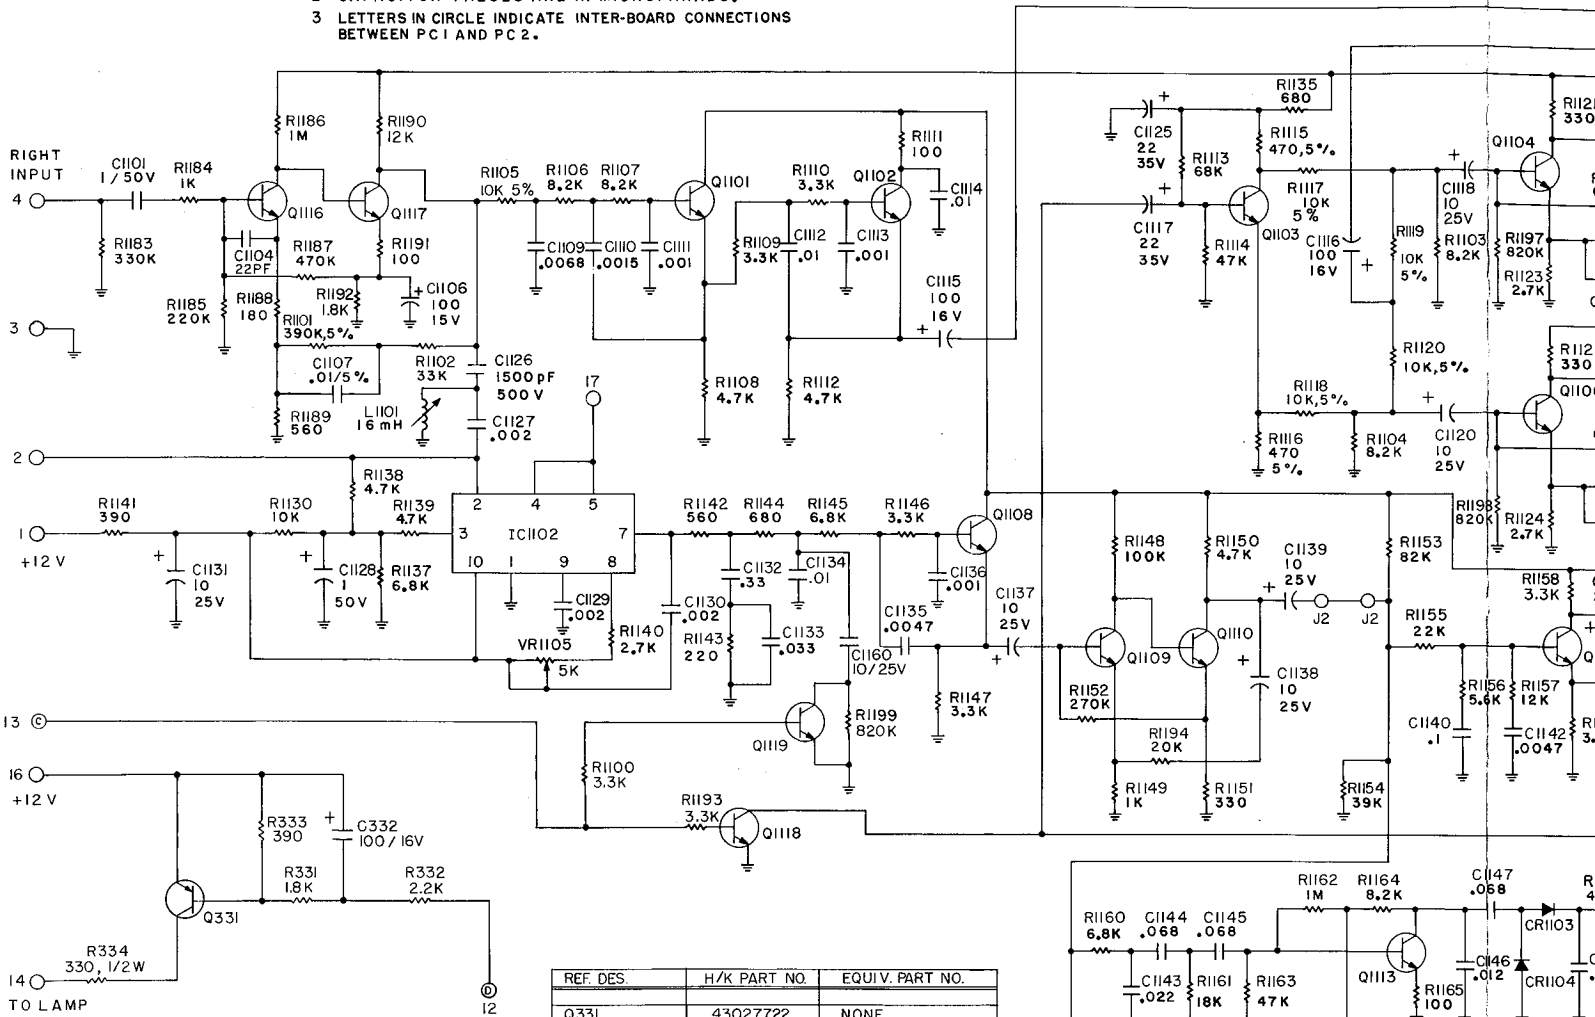 3 LETTERS IN CIRCLE INDICATE INTER-BOARD CONNECTIONS
BETWEEN PC1 AND PC2.
RIGHT
INPUT
4
C1101
1/50V
R1184
1K
R1183
330K
R1186
1M
R1190
12K
Q1116
Q1117
C1104
22PF
R1187
470K
R1191
100
R1185
220K
R1188
180
R1192
1.8K
+
C1106
100
15V
3
R1101
390K,5%
C1107
.01/5%
R1102
33K
R1189
560
L1101
16mH
C1126
1500pF
500V
C1127
.002
R1105
10K 5%
R1106
8.2K
R1107
8.2K
Q1101
C1109
.0068
C1110
.0015
C1111
.001
R1109
3.3K
R1110
3.3K
Q1102
R1111
100
C1114
.01
C1112
.01
C1113
.001
C1115
100
16V
+
R1108
4.7K
R1112
4.7K
17
C1125
22
35V
+
R1135
680
R1115
470,5%
R1113
68K
C1117
22
35V
+
R1114
47K
Q1103
R1117
10K
5%
C1116
100
16V
+
R1119
10K
5%
R1103
8.2K
+
C1118
10
25V
Q1104
R1197
820K
R1123
2.7K
R1120
10K,5%
R1118
10K,5%
R1116
470
5%
R1104
8.2K
+
C1120
10
25V
R1198
820K
R1124
2.7K
2
1
+12V
R1141
390
+
C1131
10
25V
R1130
10K
R1138
4.7K
R1139
4.7K
+
C1128
1
50V
R1137
6.8K
2
4
5
3
IC1102
7
10
1
9
8
C1129
.002
R1140
2.7K
VR1105
5K
C1130
.002
R1142
560
R1144
680
R1145
6.8K
R1146
3.3K
Q1108
C1132
.33
R1143
220
C1133
.033
C1134
.01
C1160
10/25V
C1135
.0047
C1136
.001
C1137
10
25V
+
R1147
3.3K
Q1119
R1199
820K
R1148
100K
R1150
4.7K
C1139
10
25V
+
J2
J2
R1153
82K
Q1109
Q1110
+
C1138
10
25V
R1152
270K
R1194
20K
R1149
1K
R1151
330
R1154
39K
R1155
22K
R1158
3.3K
R1156
5.6K
R1157
12K
C1140
.1
C1142
.0047
13
C
R1100
3.3K
R1193
3.3K
Q1118
16
+12V
R333
390
+
C332
100/16V
R331
1.8K
R332
2.2K
Q331
R334
330, 1/2W
14
TO LAMP
D
12
REF. DES. H/K PART NO. EQUIV. PART NO.
Q331 43027722 NONE
R1160
6.8K
C1144
.068
C1145
.068
C1143
.022
R1161
18K
R1163
47K
R1162
1M
R1164
8.2K
Q1113
R1165
100
C1147
.068
C1146
.012
CR1103
CR1104